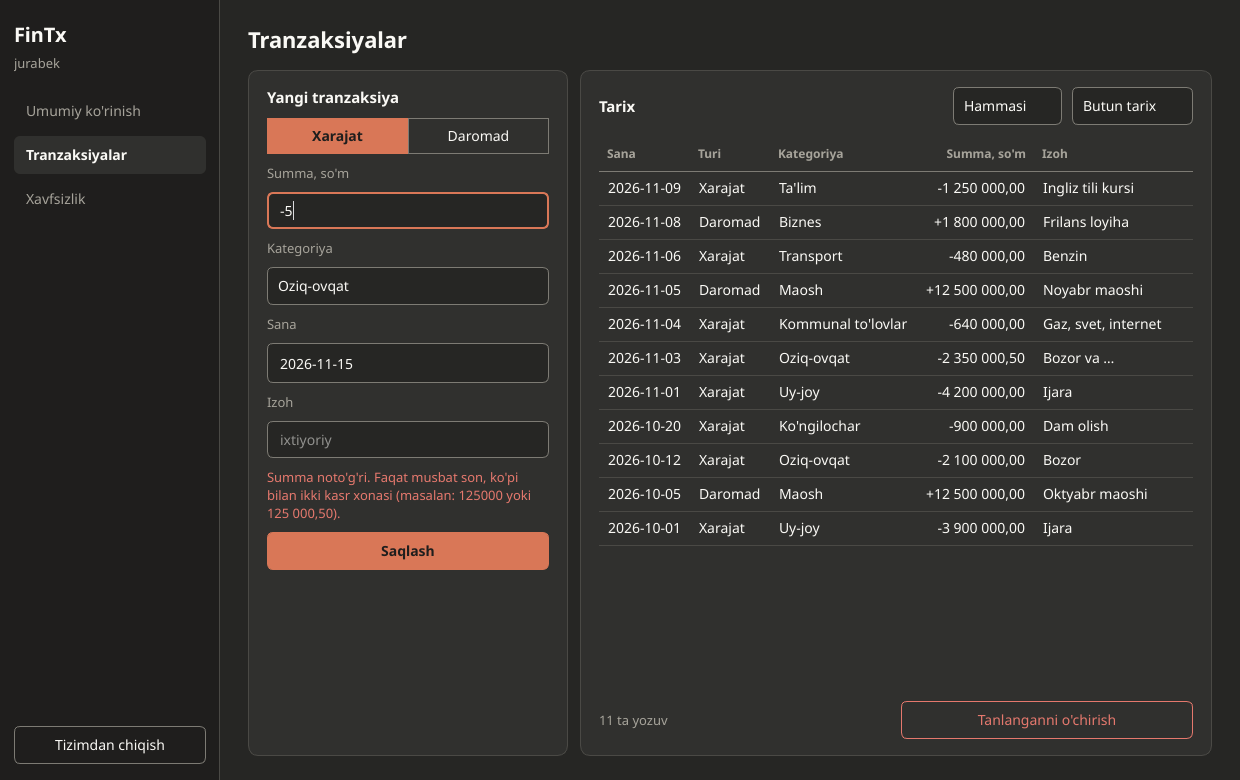 FinTx
jurabek
Umumiy ko'rinish
Tranzaksiyalar
Xavfsizlik
Tizimdan chiqish
Tranzaksiyalar
Yangi tranzaksiya
Xarajat Daromad
Summa, so'm
-5
Kategoriya
Oziq-ovqat
Sana
2026-11-15
Izoh
ixtiyoriy
Summa noto'g'ri. Faqat musbat son, ko'pi
bilan ikki kasr xonasi (masalan: 125000 yoki
125 000,50).
Saqlash
Tarix Hammasi Butun tarix
Sana Turi Kategoriya Summa, so'm Izoh
2026-11-09 Xarajat Ta'lim -1 250 000,00 Ingliz tili kursi
2026-11-08 Daromad Biznes +1 800 000,00 Frilans loyiha
2026-11-06 Xarajat Transport -480 000,00 Benzin
2026-11-05 Daromad Maosh +12 500 000,00 Noyabr maoshi
2026-11-04 Xarajat Kommunal to'lovlar -640 000,00 Gaz, svet, internet
2026-11-03 Xarajat Oziq-ovqat -2 350 000,50 Bozor va ...
2026-11-01 Xarajat Uy-joy -4 200 000,00 Ijara
2026-10-20 Xarajat Ko'ngilochar -900 000,00 Dam olish
2026-10-12 Xarajat Oziq-ovqat -2 100 000,00 Bozor
2026-10-05 Daromad Maosh +12 500 000,00 Oktyabr maoshi
2026-10-01 Xarajat Uy-joy -3 900 000,00 Ijara
11 ta yozuv Tanlanganni o'chirish